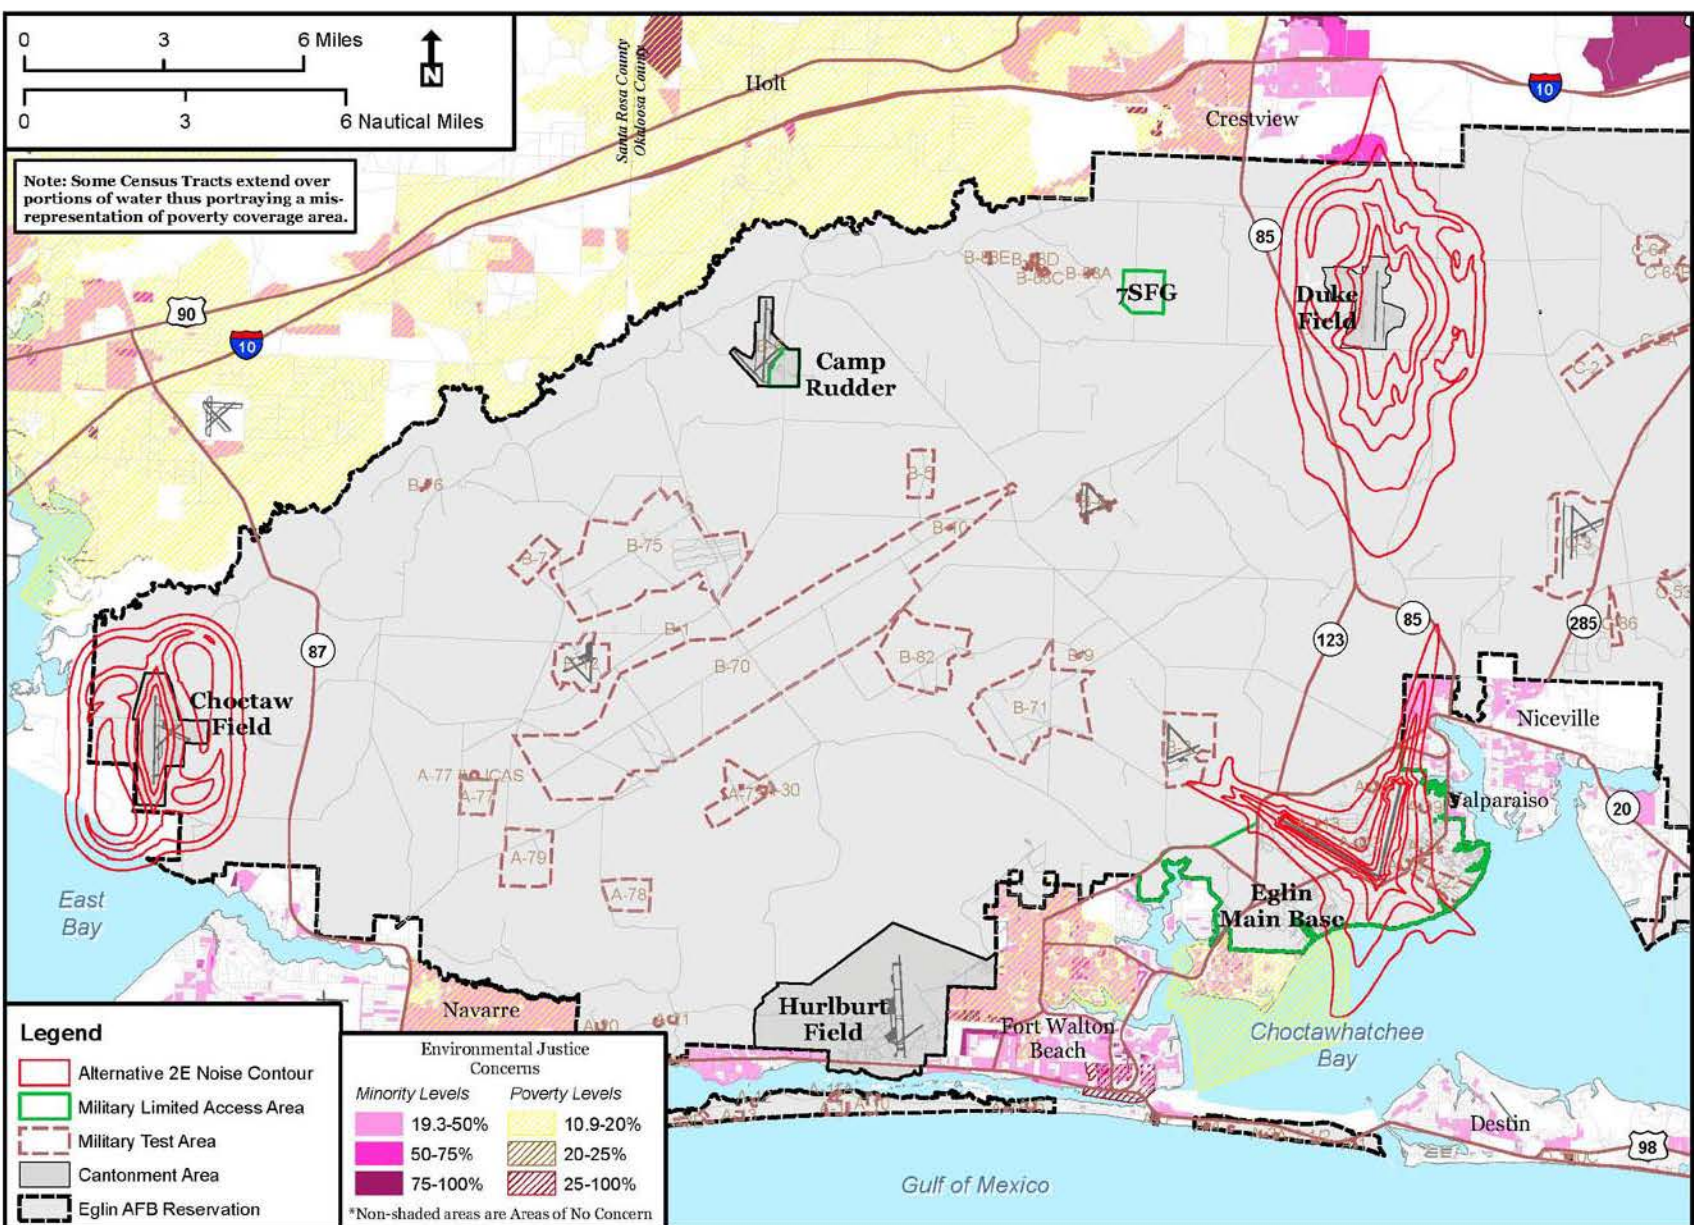 0 3 6 Miles
N
0 3 6 Nautical Miles
Note: Some Census Tracts extend over
portions of water thus portraying a mis-
representation of poverty coverage area.
Santa Rosa County
Okaloosa County
Holt
Crestview
10
90
10
85
7SFG
Duke
Field
Camp
Rudder
B-75
B-7
B-5
B-1
B-70
B-82
B-9
B-71
87
123
85
285
Choctaw
Field
Niceville
Valparaiso
20
A-77
A-79
A-78
Eglin
Main Base
East
Bay
Navarre
Hurlburt
Field
Fort Walton
Beach
Choctawhatchee
Bay
Destin
98
Gulf of Mexico
Legend
Alternative 2E Noise Contour
Military Limited Access Area
Military Test Area
Cantonment Area
Eglin AFB Reservation
Environmental Justice
Concerns
Minority Levels Poverty Levels
19.3-50% 10.9-20%
50-75% 20-25%
75-100% 25-100%
*Non-shaded areas are Areas of No Concern